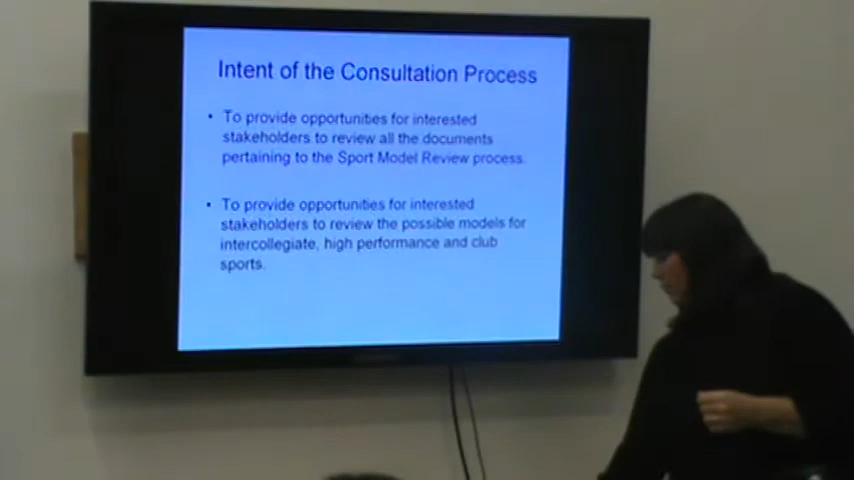 Intent of the Consultation Process
• To provide opportunities for interested
stakeholders to review all the documents
pertaining to the Sport Model Review process.
• To provide opportunities for interested
stakeholders to review the possible models for
intercollegiate, high performance and club
sports.